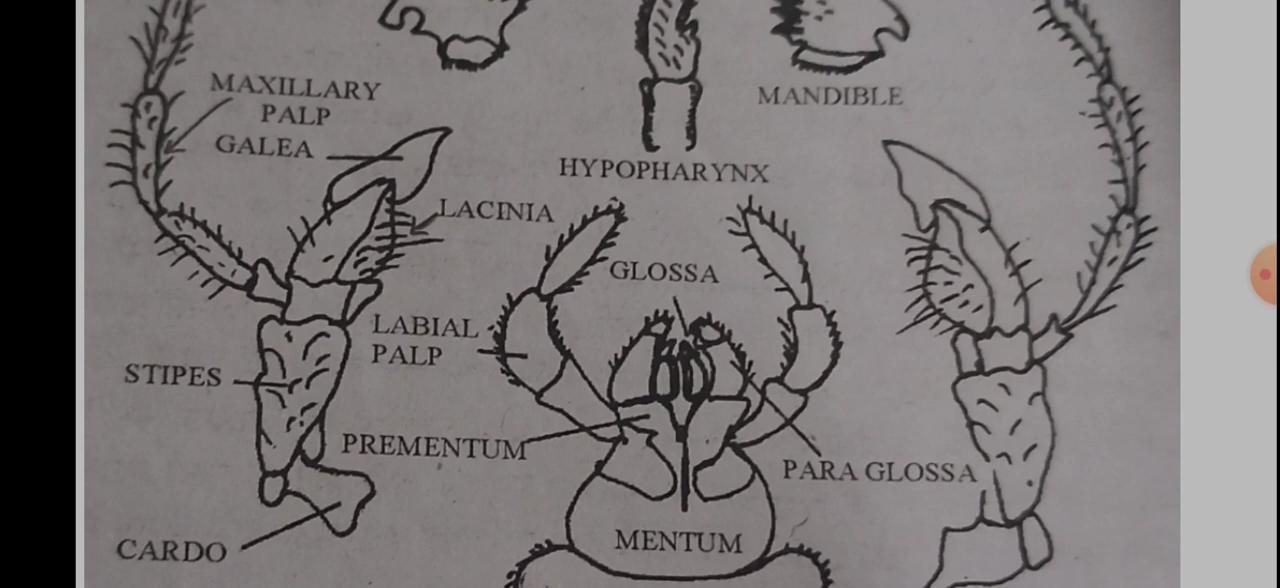 MAXILLARY
PALP
GALEA
LACINIA
MANDIBLE
HYPOPHARYNX
GLOSSA
LABIAL
PALP
STIPES
PREMENTUM
PARA GLOSSA
CARDO
MENTUM